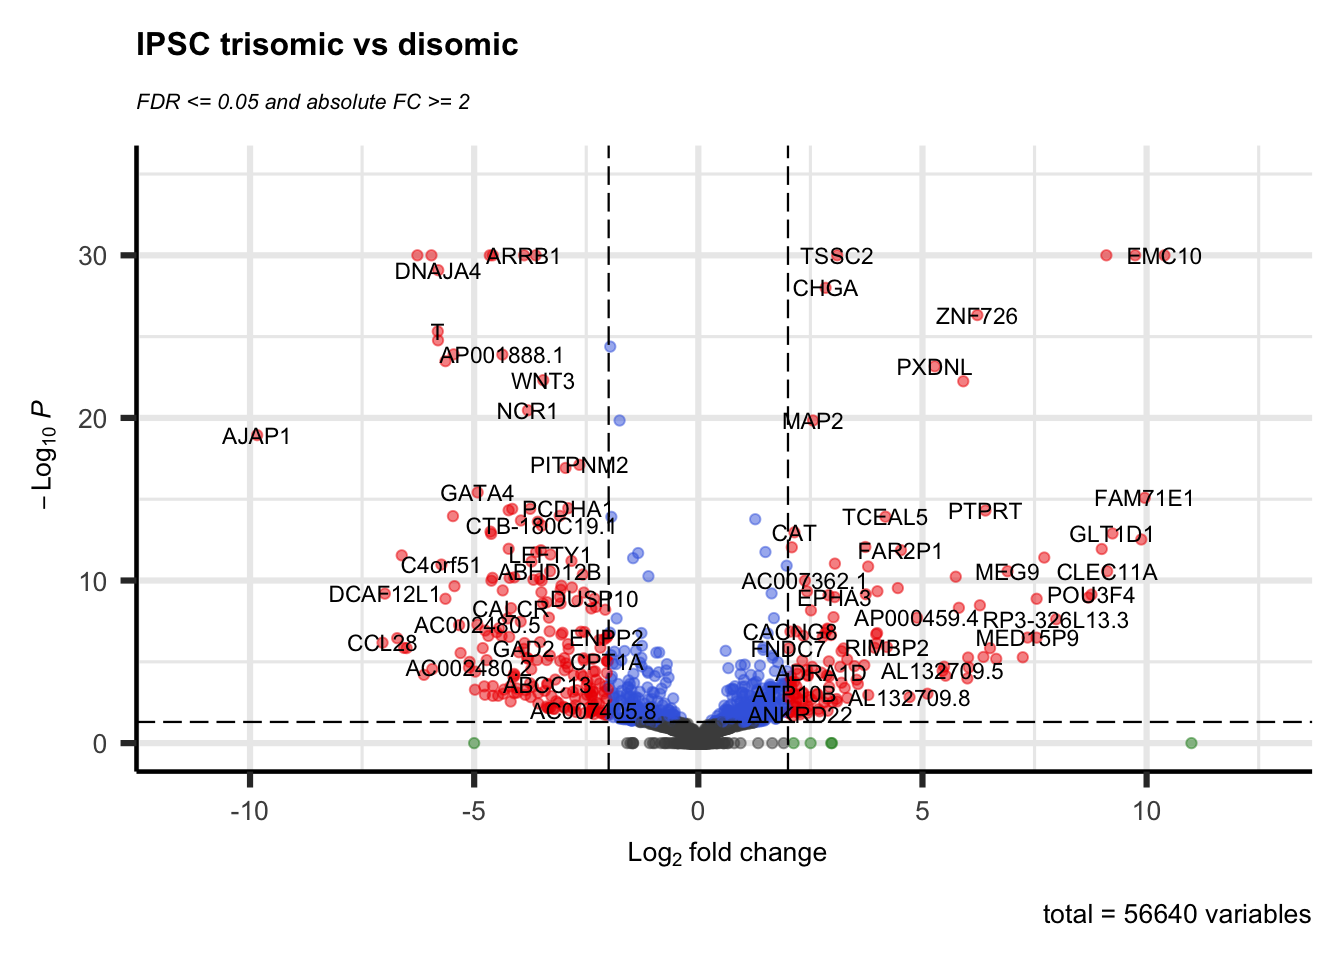 IPSC trisomic vs disomic
FDR <= 0.05 and absolute FC >= 2
30
ARRB1
TSSC2
EMC10
DNAJA4
CHGA
ZNF726
T
AP001888.1
PXDNL
WNT3
NCR1
20
MAP2
AJAP1
PITPNM2
GATA4
FAM71E1
PCDHA1
PTPRT
TCEAL5
CTB-180C19.1
CAT
GLT1D1
LEFTY1
FAR2P1
C4orf51
ABHD12B
MEG9
CLEC11A
10
AC007362.1
DCAF12L1
DUSP10
EPHA3
POU3F4
CALCR
AP000459.4
RP3-326L13.3
AC002480.5
CACNG8
ENPP2
MED15P9
CCL28
GAD2
FNDC7
RIMBP2
CPT1A
AC002480.2
ADRA1D
AL132709.5
ABCC13
ATP10B
AL132709.8
AC007405.8
ANKRD22
0
-10
-5
0
5
10
−Log10 P
Log2 fold change
total = 56640 variables